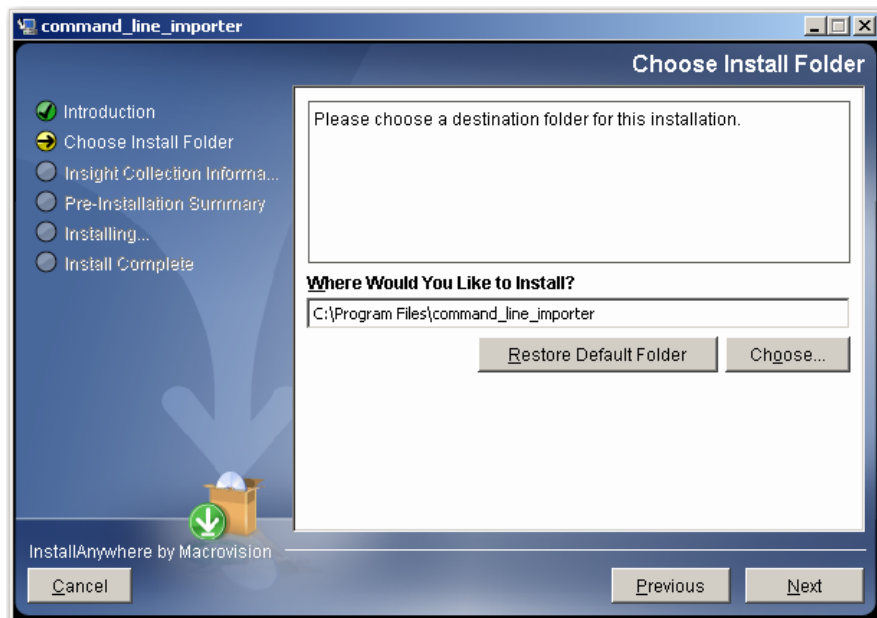 command_line_importer
Choose Install Folder
Introduction
Choose Install Folder
Insight Collection Informa...
Pre-Installation Summary
Installing...
Install Complete
Please choose a destination folder for this installation.
Where Would You Like to Install?
C:\Program Files\command_line_importer
Restore Default Folder
Choose...
InstallAnywhere by Macrovision
Cancel
Previous
Next